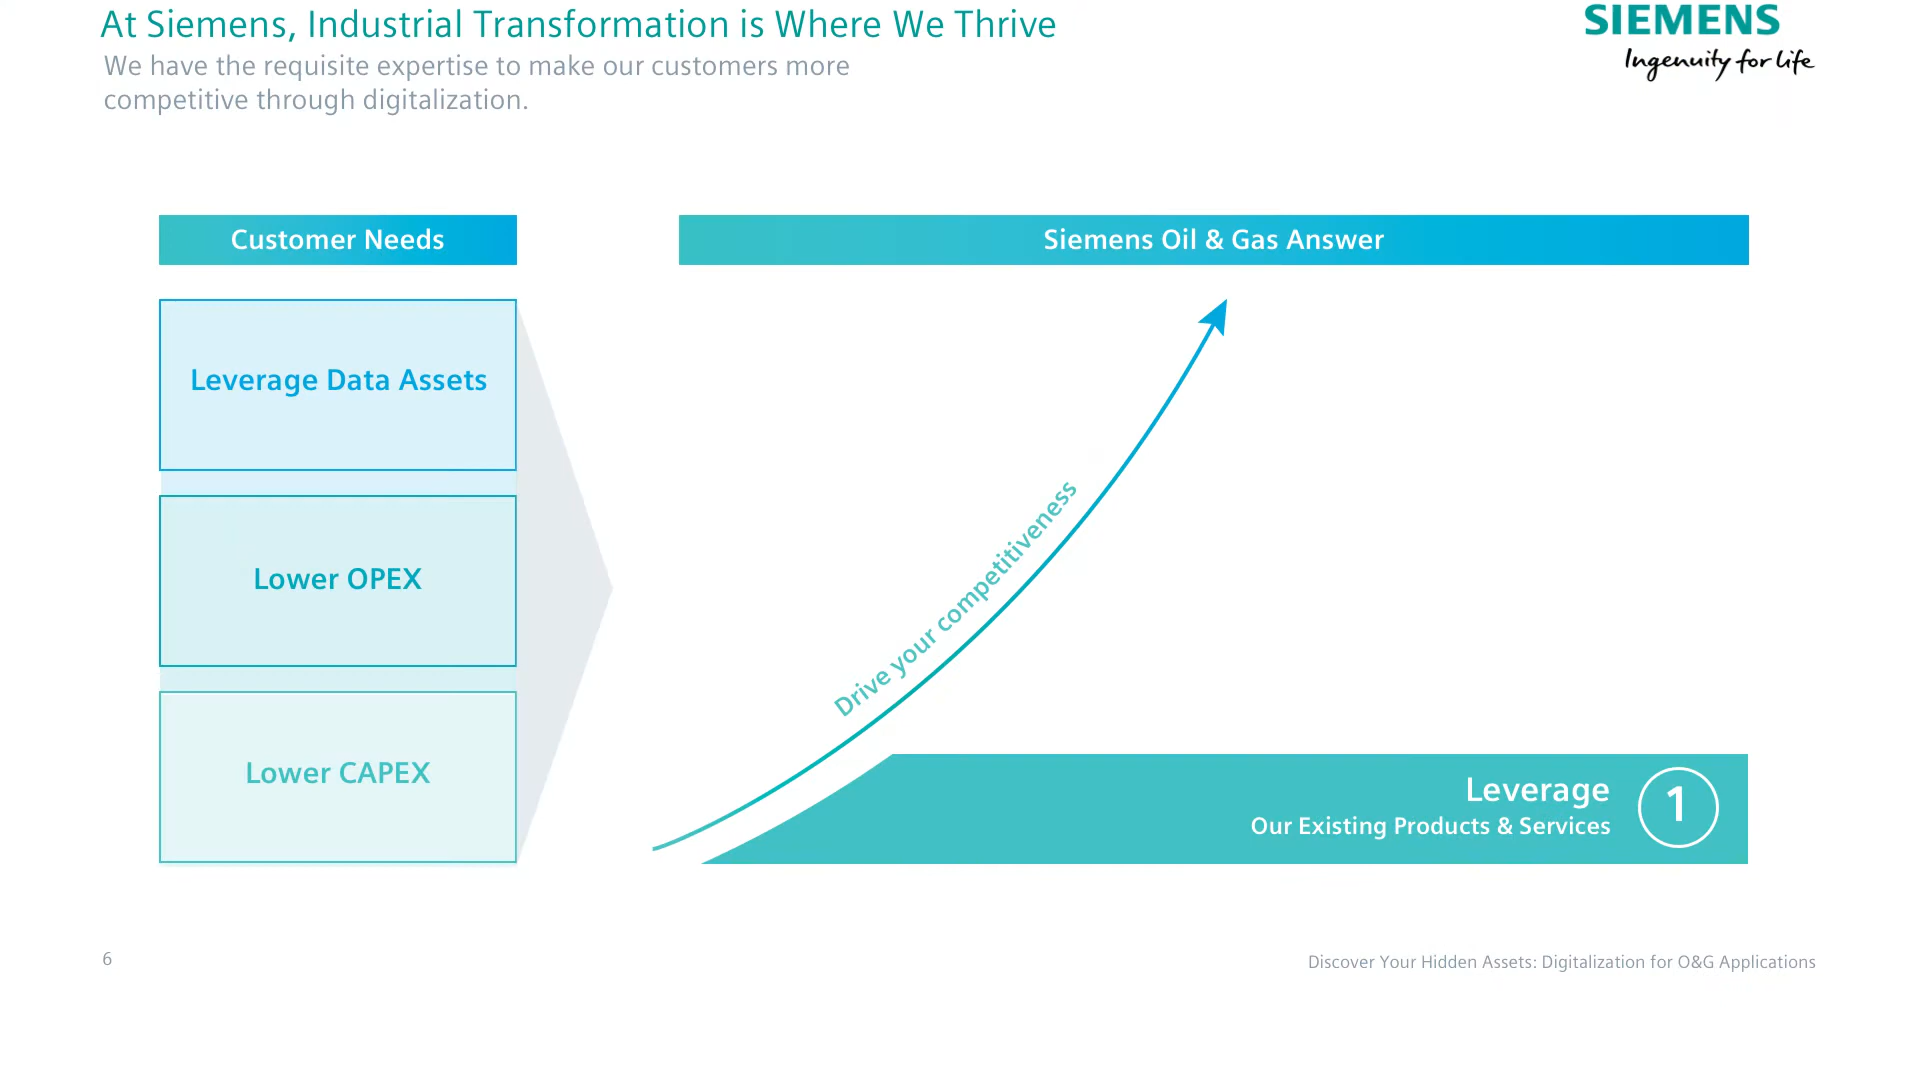 At Siemens, Industrial Transformation is Where We Thrive
We have the requisite expertise to make our customers more
competitive through digitalization.
SIEMENS
Ingenuity for life
Customer Needs
Siemens Oil & Gas Answer
Leverage Data Assets
Lower OPEX
Lower CAPEX
Drive your competitiveness
Leverage
Our Existing Products & Services
1
6
Discover Your Hidden Assets: Digitalization for O&G Applications